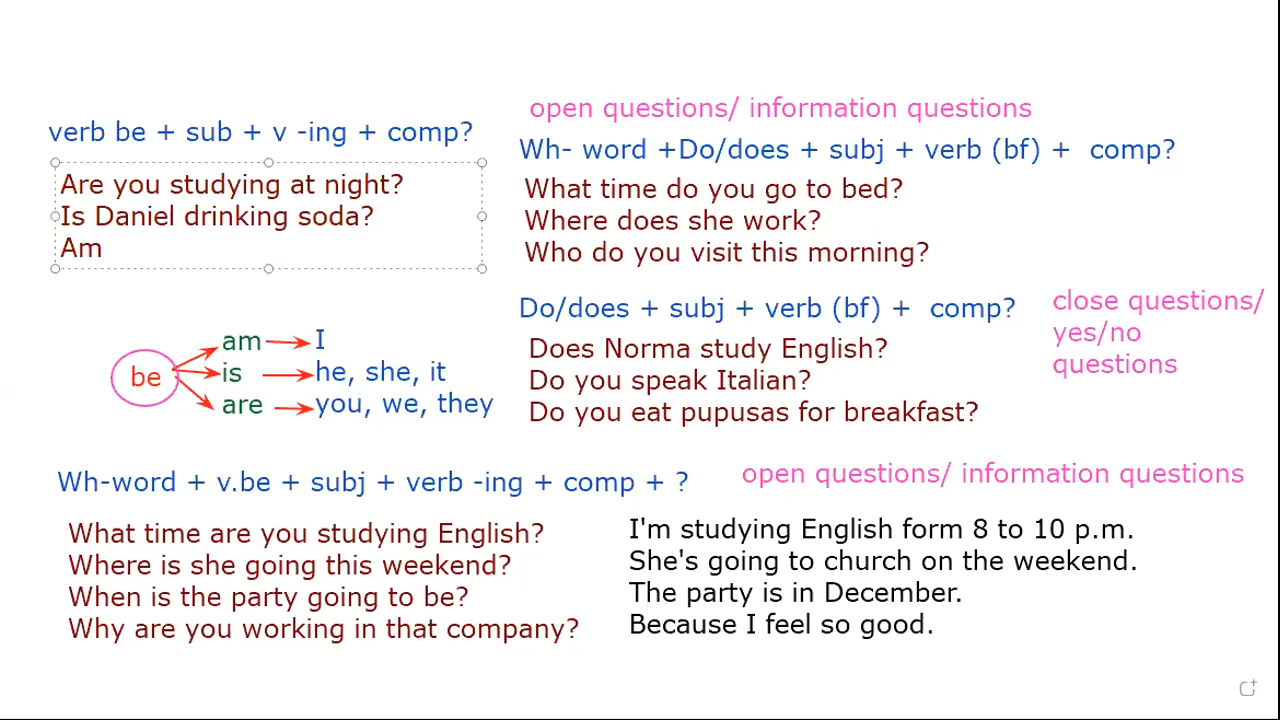 verb be + sub + v -ing + comp?
Are you studying at night?
Is Daniel drinking soda?
Am
open questions/ information questions
Wh- word +Do/does + subj + verb (bf) + comp?
What time do you go to bed?
Where does she work?
Who do you visit this morning?
Do/does + subj + verb (bf) + comp?
close questions/
yes/no
questions
Does Norma study English?
Do you speak Italian?
Do you eat pupusas for breakfast?
be
am I
is he, she, it
are you, we, they
Wh-word + v.be + subj + verb -ing + comp + ?
open questions/ information questions
What time are you studying English?
Where is she going this weekend?
When is the party going to be?
Why are you working in that company?
I'm studying English form 8 to 10 p.m.
She's going to church on the weekend.
The party is in December.
Because I feel so good.